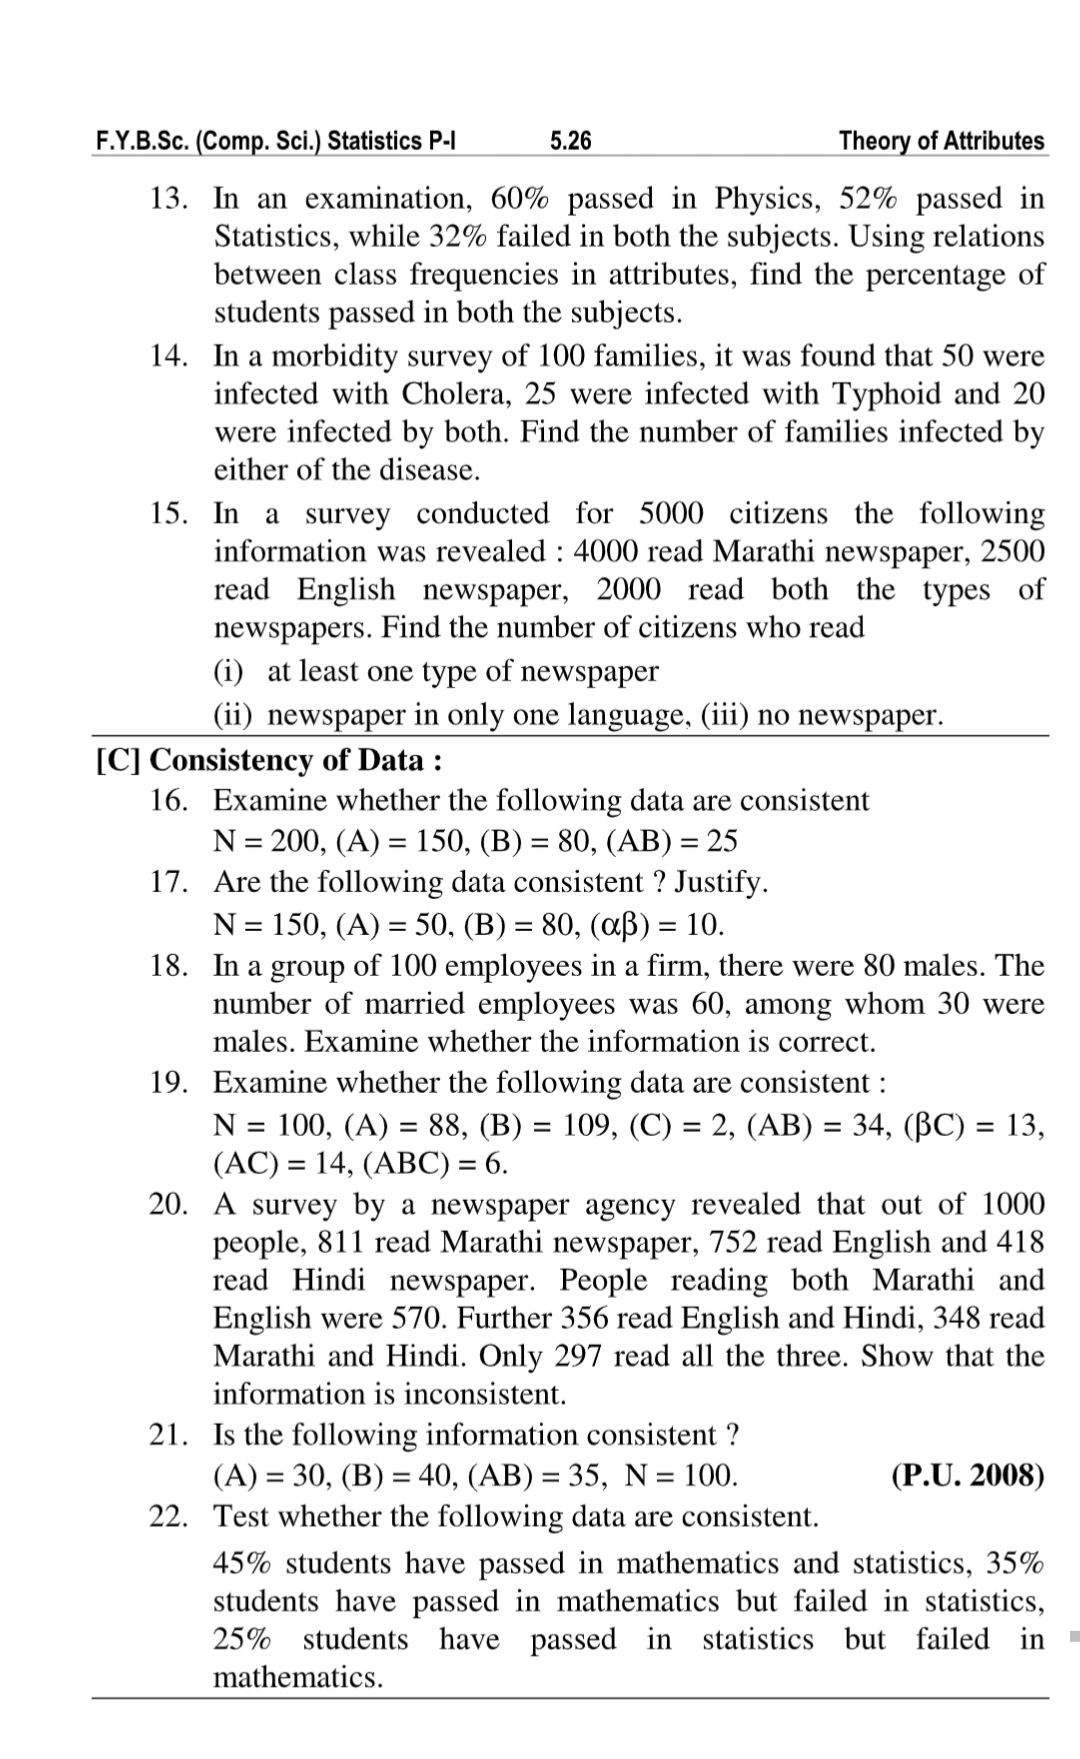 F.Y.B.Sc. (Comp. Sci.) Statistics P-I 5.26 Theory of Attributes
13. In an examination, 60% passed in Physics, 52% passed in
Statistics, while 32% failed in both the subjects. Using relations
between class frequencies in attributes, find the percentage of
students passed in both the subjects.
14. In a morbidity survey of 100 families, it was found that 50 were
infected with Cholera, 25 were infected with Typhoid and 20
were infected by both. Find the number of families infected by
either of the disease.
15. In a survey conducted for 5000 citizens the following
information was revealed : 4000 read Marathi newspaper, 2500
read English newspaper, 2000 read both the types of
newspapers. Find the number of citizens who read
(i) at least one type of newspaper
(ii) newspaper in only one language, (iii) no newspaper.
[C] Consistency of Data :
16. Examine whether the following data are consistent
N = 200, (A) = 150, (B) = 80, (AB) = 25
17. Are the following data consistent ? Justify.
N = 150, (A) = 50, (B) = 80, (αβ) = 10.
18. In a group of 100 employees in a firm, there were 80 males. The
number of married employees was 60, among whom 30 were
males. Examine whether the information is correct.
19. Examine whether the following data are consistent :
N = 100, (A) = 88, (B) = 109, (C) = 2, (AB) = 34, (βC) = 13,
(AC) = 14, (ABC) = 6.
20. A survey by a newspaper agency revealed that out of 1000
people, 811 read Marathi newspaper, 752 read English and 418
read Hindi newspaper. People reading both Marathi and
English were 570. Further 356 read English and Hindi, 348 read
Marathi and Hindi. Only 297 read all the three. Show that the
information is inconsistent.
21. Is the following information consistent ?
(A) = 30, (B) = 40, (AB) = 35, N = 100. (P.U. 2008)
22. Test whether the following data are consistent.
45% students have passed in mathematics and statistics, 35%
students have passed in mathematics but failed in statistics,
25% students have passed in statistics but failed in
mathematics.